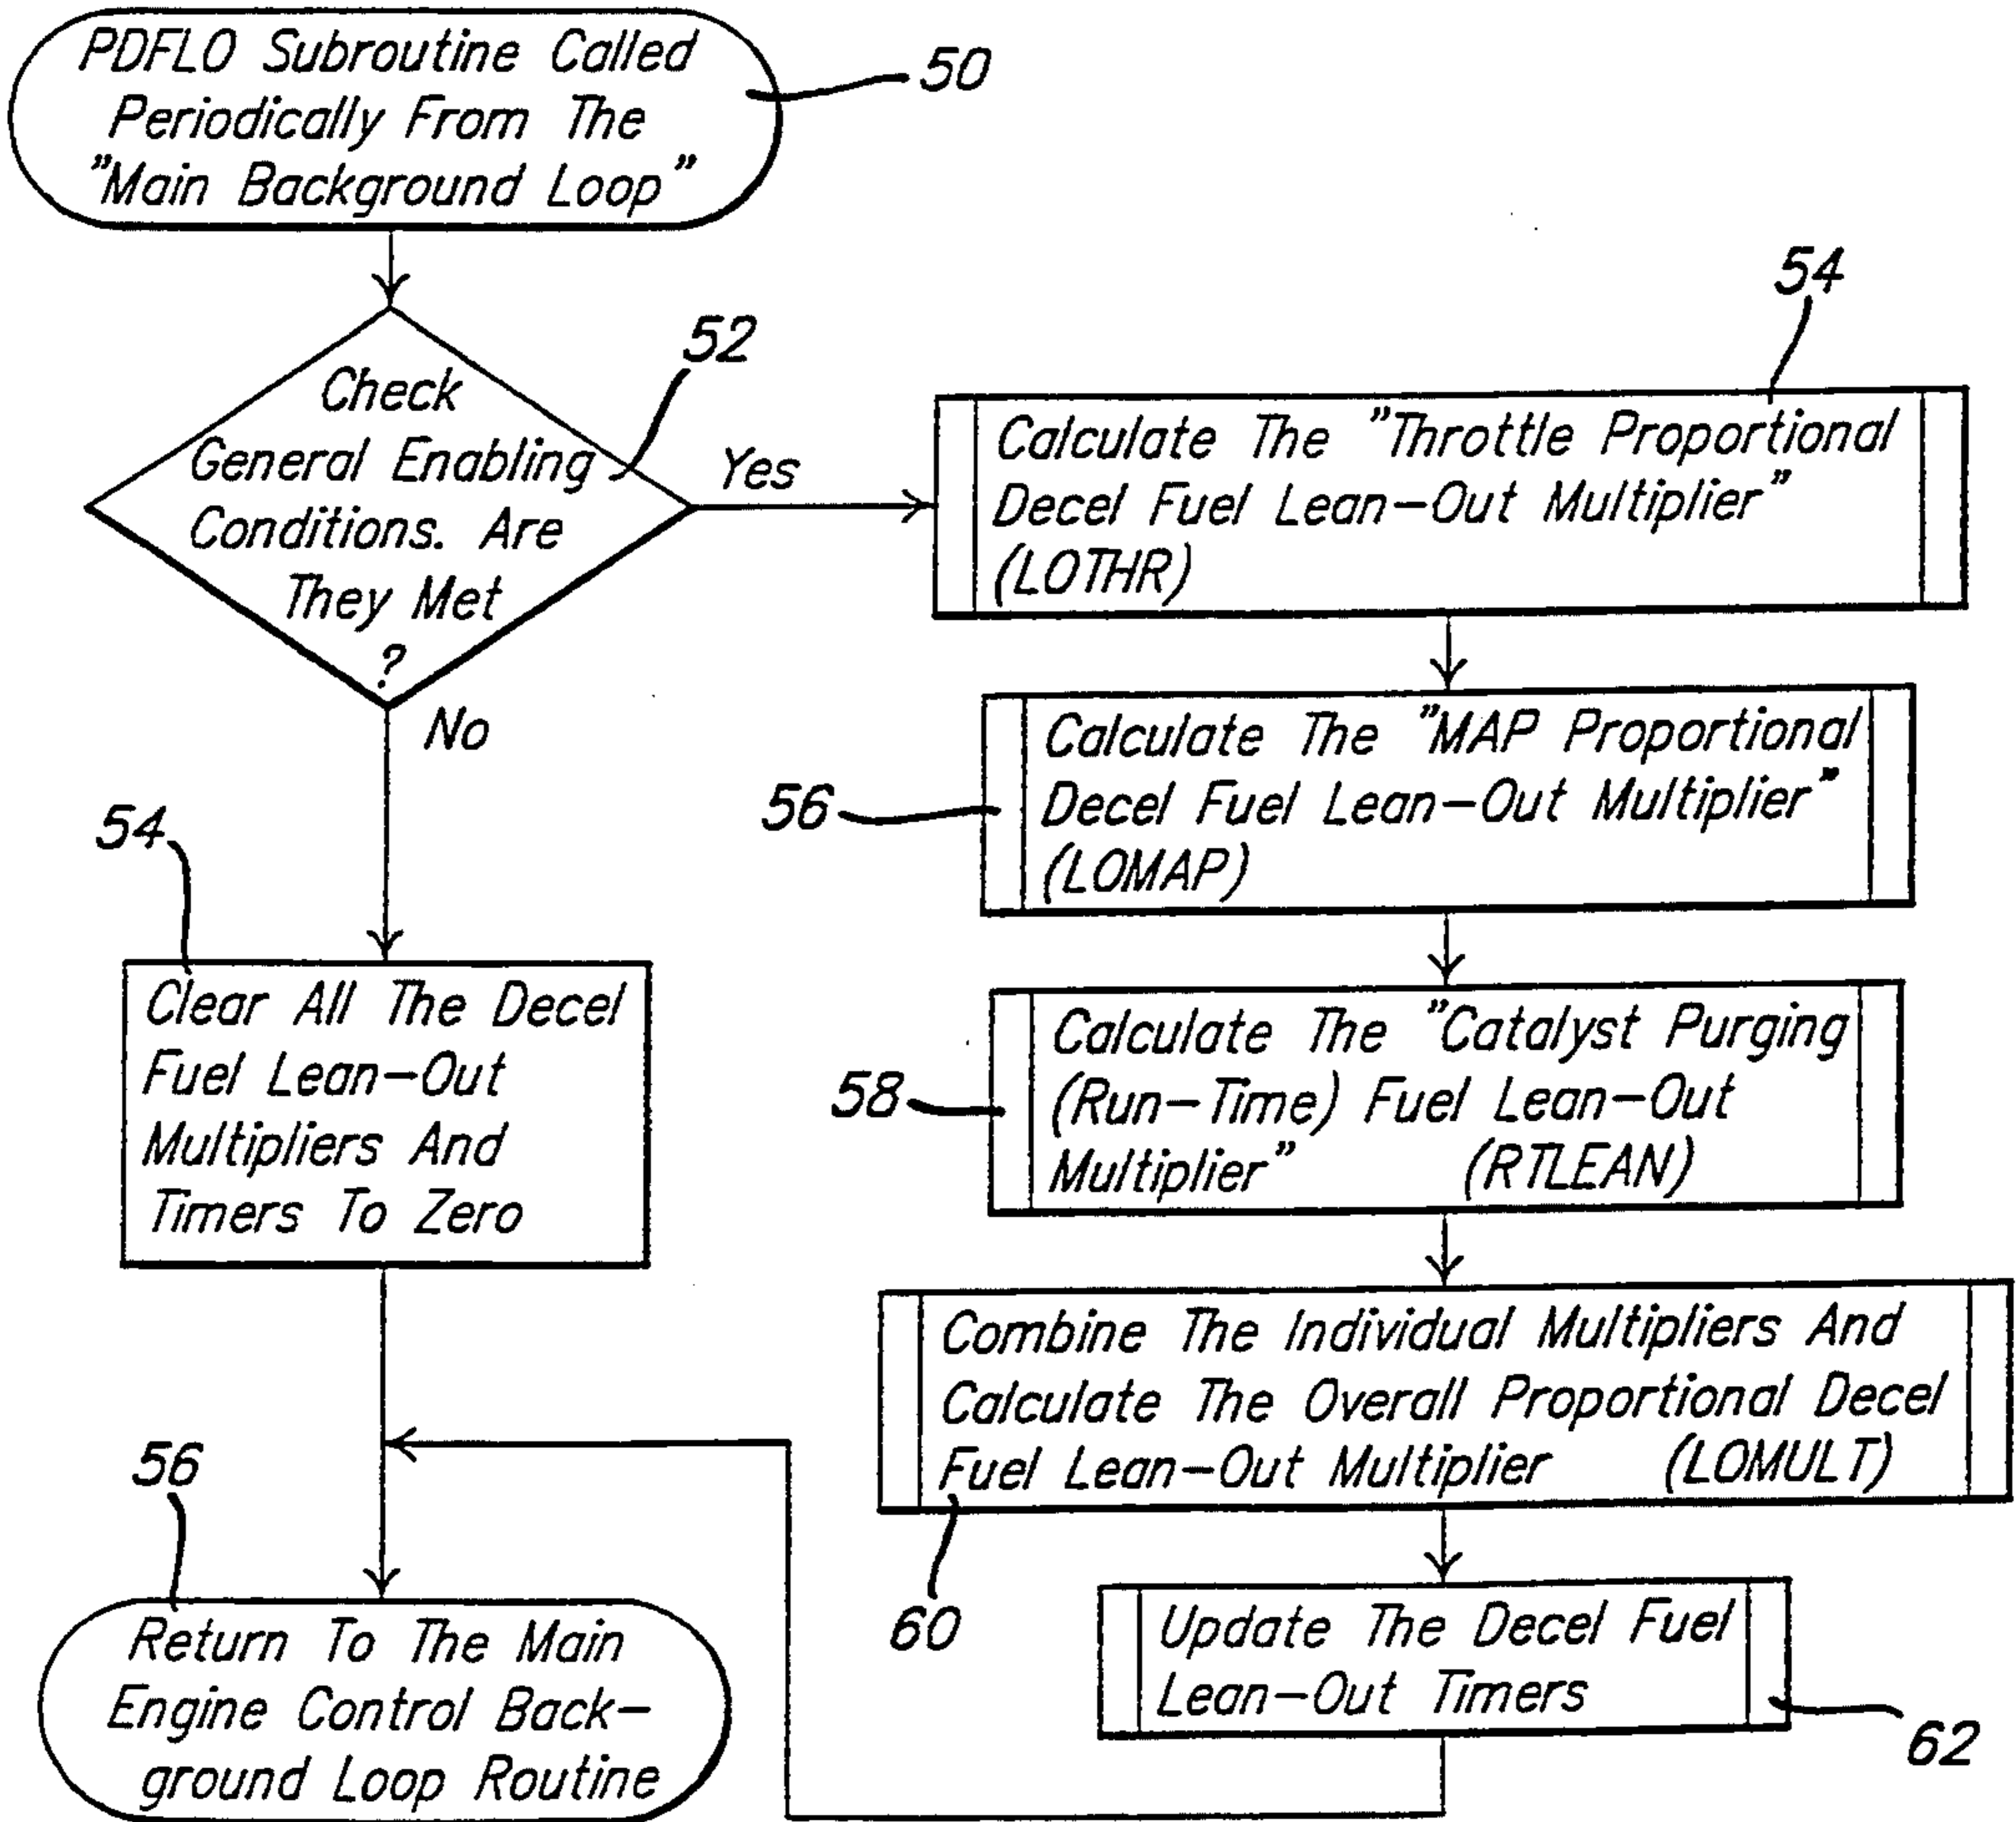 PDFLO Subroutine Called
Periodically From The
"Main Background Loop"
50
Check
General Enabling
Conditions. Are
They Met
?
52
Yes
No
54
Clear All The Decel
Fuel Lean-Out
Multipliers And
Timers To Zero
56
Return To The Main
Engine Control Back-
ground Loop Routine
54
Calculate The "Throttle Proportional
Decel Fuel Lean-Out Multiplier"
(LOTHR)
56
Calculate The "MAP Proportional
Decel Fuel Lean-Out Multiplier"
(LOMAP)
58
Calculate The "Catalyst Purging
(Run-Time) Fuel Lean-Out
Multiplier" (RTLEAN)
Combine The Individual Multipliers And
Calculate The Overall Proportional Decel
Fuel Lean-Out Multiplier (LOMULT)
60
Update The Decel Fuel
Lean-Out Timers
62